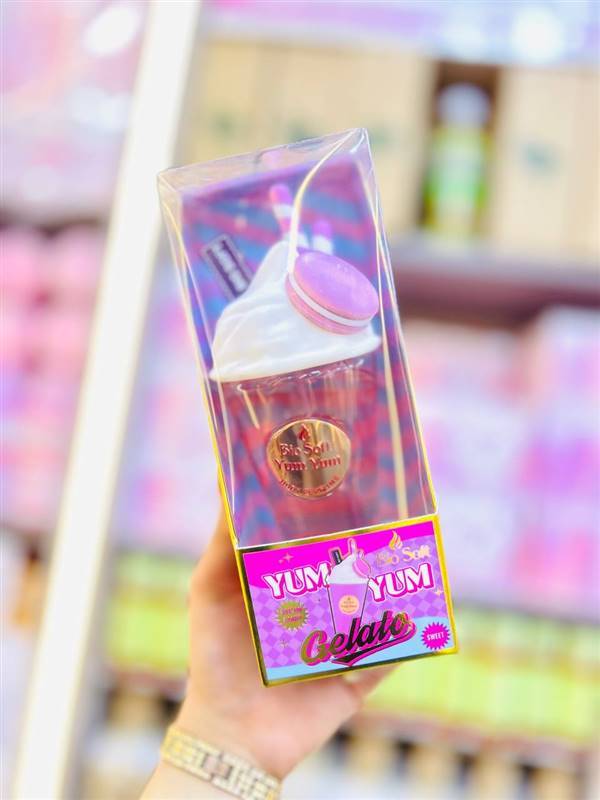 Bio Soft
Yum Yum
Bio Soft
YUM YUM
Gelato
SWEET